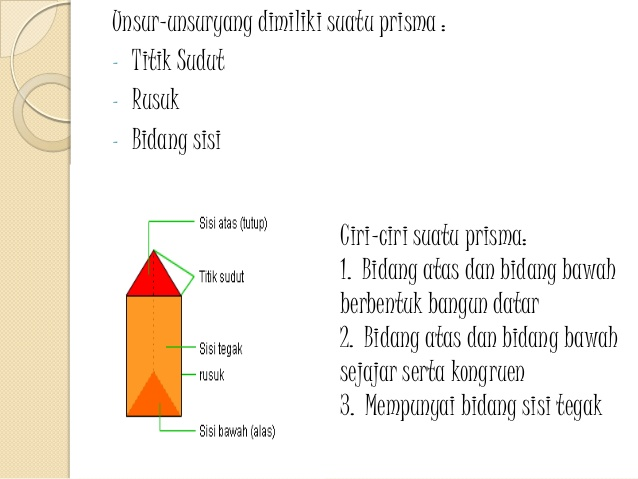 Unsur-unsuryang dimiliki suatu prisma :
- Titik Sudut
- Rusuk
- Bidang sisi
Sisi atas (tutup)
Titik sudut
Sisi tegak
rusuk
Sisi bawah (alas)
Ciri-ciri suatu prisma:
1. Bidang atas dan bidang bawah
berbentuk bangun datar
2. Bidang atas dan bidang bawah
sejajar serta kongruen
3. Mempunyai bidang sisi tegak